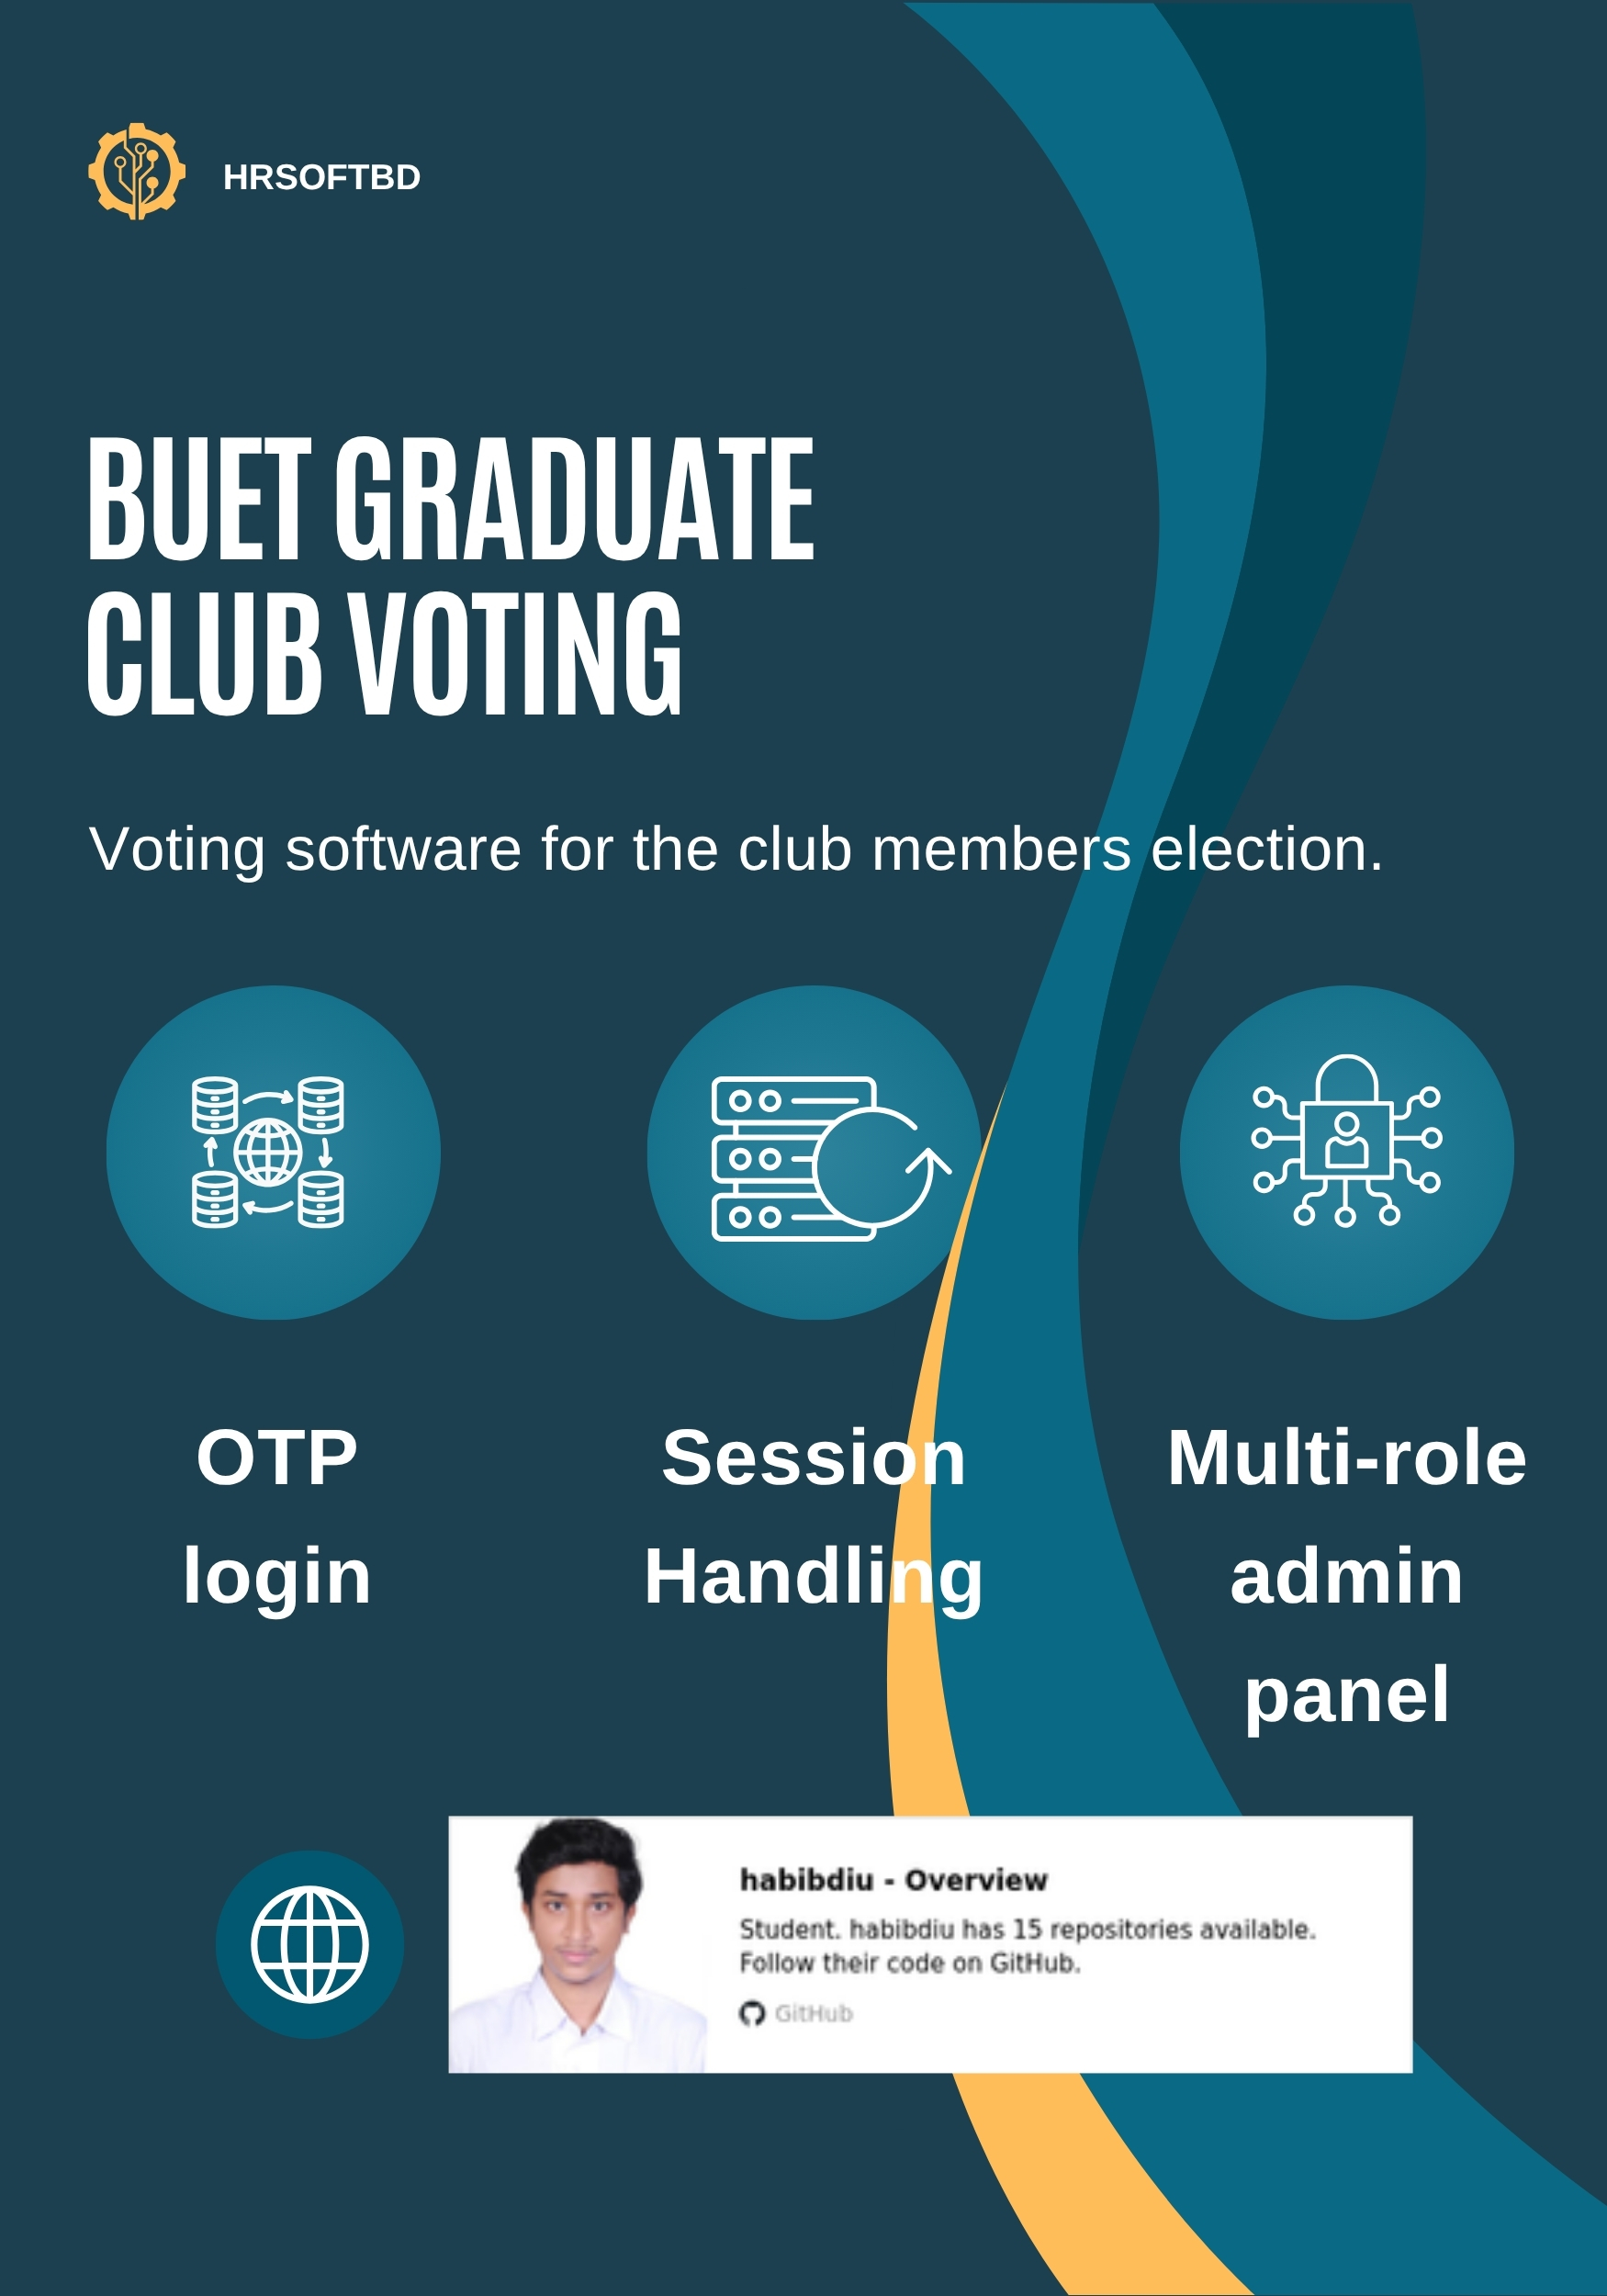 HRSOFTBD
BUET GRADUATE
CLUB VOTING
Voting software for the club members election.
OTP
login
Session
Handling
Multi-role
admin
panel
habibdiu - Overview
Student. habibdiu has 15 repositories available.
Follow their code on GitHub.
GitHub